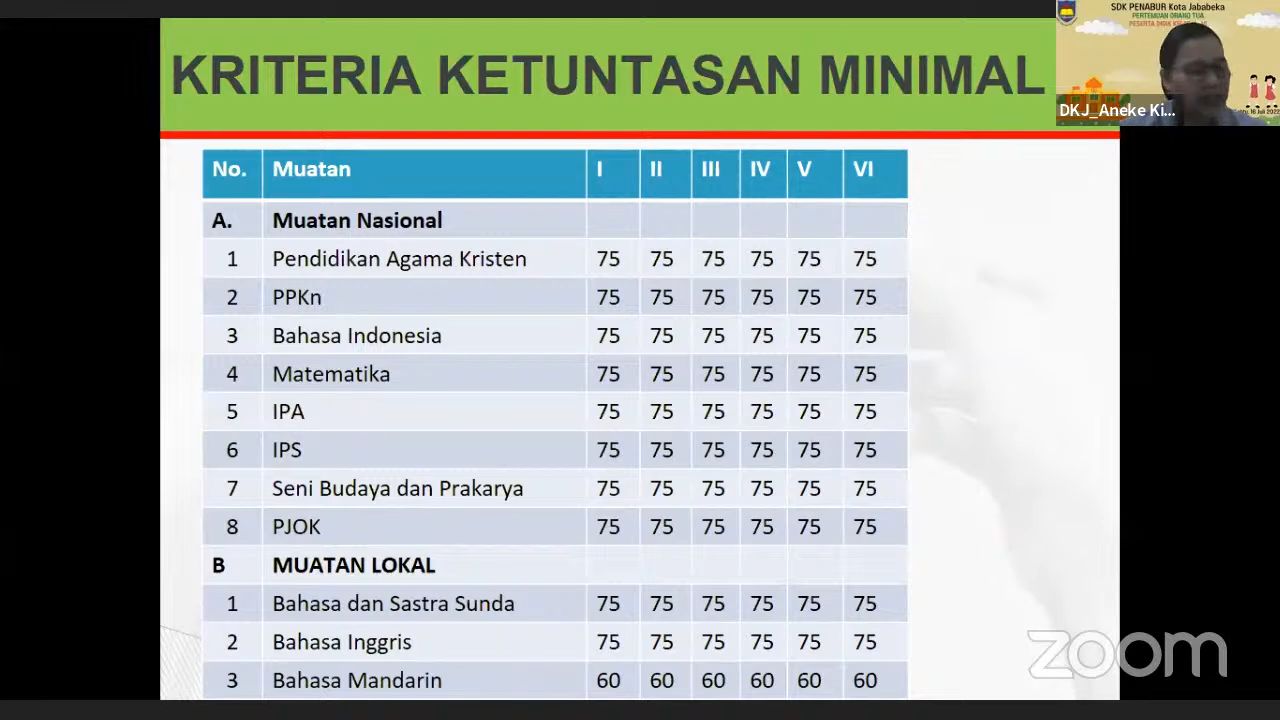 KRITERIA KETUNTASAN MINIMAL
SDK PENABUR Kota Jababeka
PERTEMUAN ORANG TUA
DKJ_Aneke Ki...
No. Muatan I II III IV V VI
A. Muatan Nasional
1 Pendidikan Agama Kristen 75 75 75 75 75 75
2 PPKn 75 75 75 75 75 75
3 Bahasa Indonesia 75 75 75 75 75 75
4 Matematika 75 75 75 75 75 75
5 IPA 75 75 75 75 75 75
6 IPS 75 75 75 75 75 75
7 Seni Budaya dan Prakarya 75 75 75 75 75 75
8 PJOK 75 75 75 75 75 75
B MUATAN LOKAL
1 Bahasa dan Sastra Sunda 75 75 75 75 75 75
2 Bahasa Inggris 75 75 75 75 75 75
3 Bahasa Mandarin 60 60 60 60 60 60
zoom